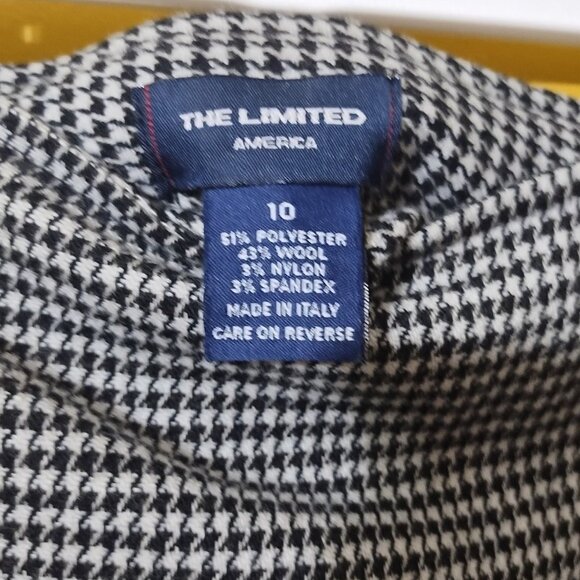 THE LIMITED
AMERICA
10
51% POLYESTER
43% WOOL
3% NYLON
3% SPANDEX
MADE IN ITALY
CARE ON REVERSE